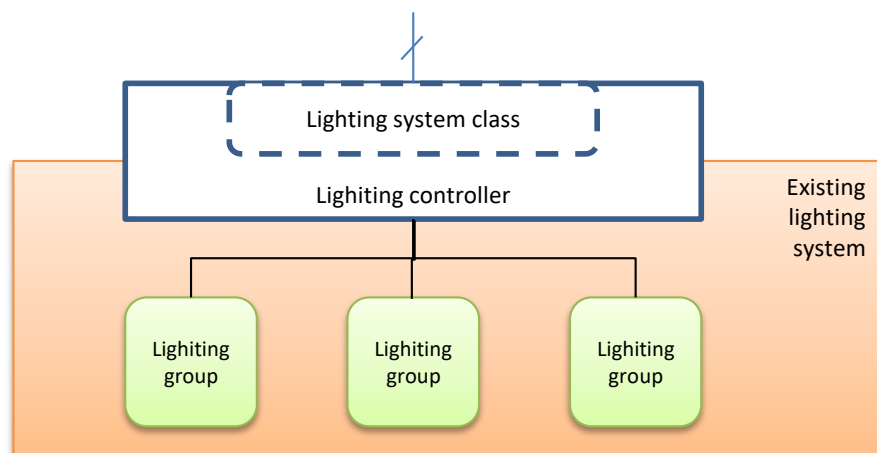 Lighting system class
Lighiting controller
Existing
lighting
system
Lighiting
group
Lighiting
group
Lighiting
group